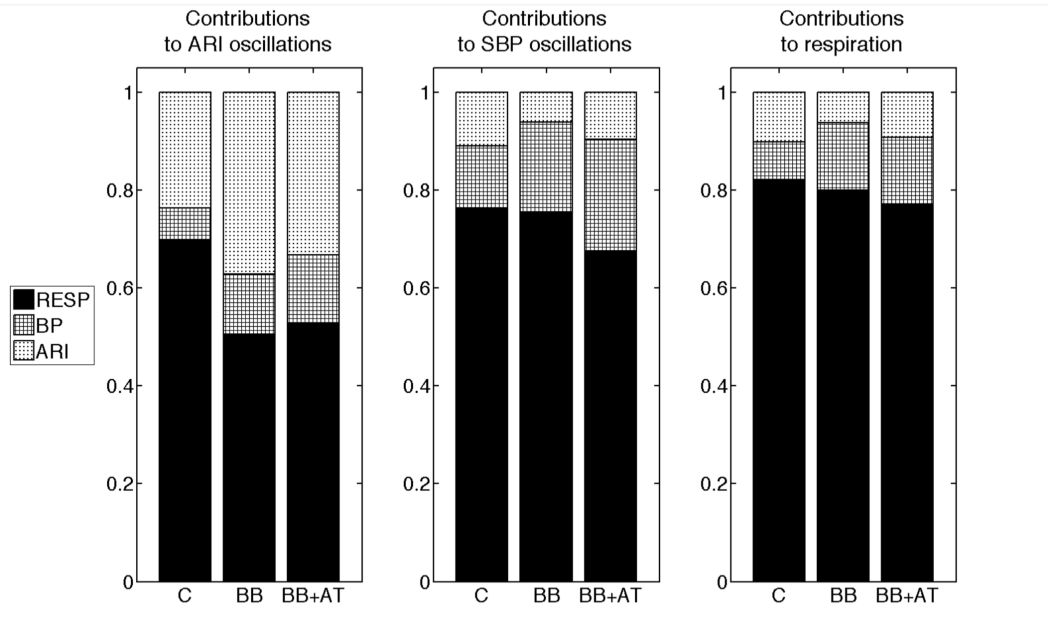 Contributions
to ARI oscillations
Contributions
to SBP oscillations
Contributions
to respiration
RESP
BP
ARI
1
0.8
0.6
0.4
0.2
0
C BB BB+AT
1
0.8
0.6
0.4
0.2
0
C BB BB+AT
1
0.8
0.6
0.4
0.2
0
C BB BB+AT